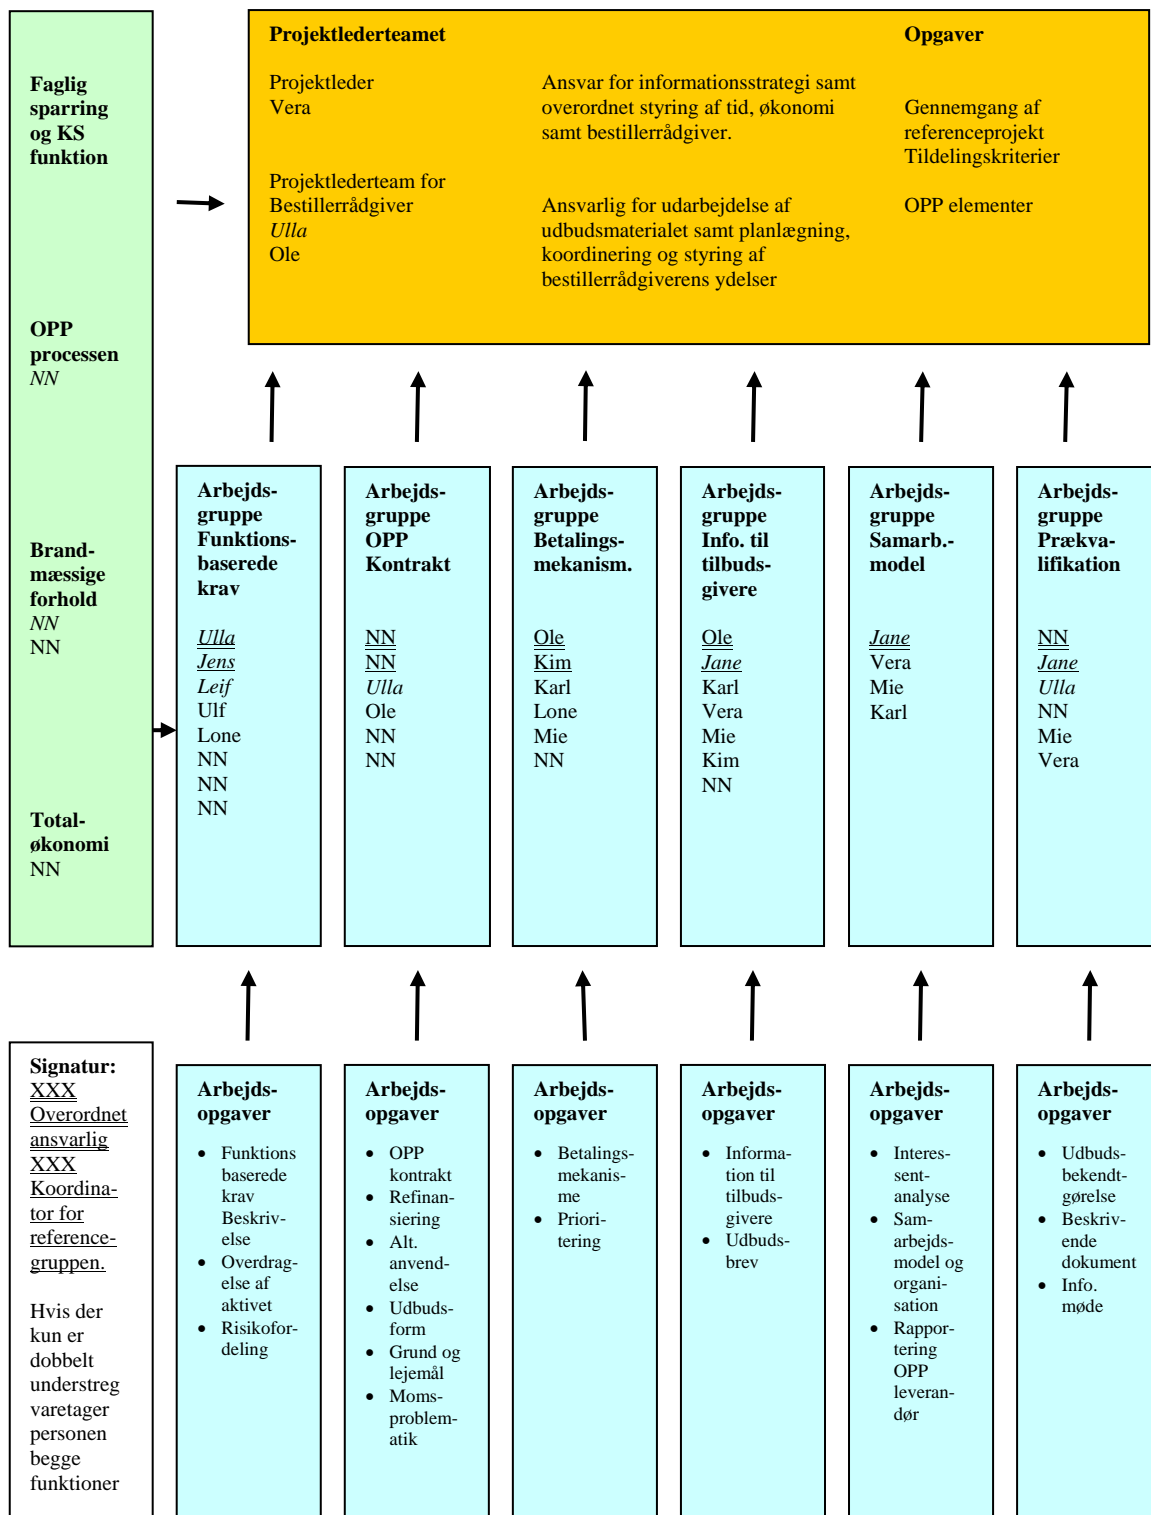 Faglig
sparring
og KS
funktion
OPP
processen
NN
Brand-
mæssige
forhold
NN
NN
Total-
økonomi
NN
Projektlederteamet
Opgaver
Projektleder
Vera
Ansvar for informationsstrategi samt
overordnet styring af tid, økonomi
samt bestillerrådgiver.
Gennemgang af
referenceprojekt
Tildelingskriterier
Projektlederteam for
Bestillerrådgiver
Ulla
Ole
Ansvarlig for udarbejdelse af
udbudsmaterialet samt planlægning,
koordinering og styring af
bestillerrådgiverens ydelser
OPP elementer
Arbejds-
gruppe
Funktions-
baserede
krav
Ulla
Jens
Leif
Ulf
Lone
NN
NN
NN
Arbejds-
gruppe
OPP
Kontrakt
NN
NN
Ulla
Ole
NN
NN
Arbejds-
gruppe
Betalings-
mekanism.
Ole
Kim
Karl
Lone
Mie
NN
Arbejds-
gruppe
Info. til
tilbuds-
givere
Ole
Jane
Karl
Vera
Mie
Kim
NN
Arbejds-
gruppe
Samarb.-
model
Jane
Vera
Mie
Karl
Arbejds-
gruppe
Prækva-
lifikation
NN
Jane
Ulla
NN
Mie
Vera
Signatur:
XXX
Overordnet
ansvarlig
XXX
Koordina-
tor for
reference-
gruppen.
Hvis der
kun er
dobbelt
understreg
varetager
personen
begge
funktioner
Arbejds-
opgaver
• Funktions
baserede
krav
Beskriv-
else
• Overdrag-
else af
aktivet
• Risikofor-
deling
Arbejds-
opgaver
• OPP
kontrakt
• Refinan-
siering
• Alt.
anvend-
else
• Udbuds-
form
• Grund og
lejemål
• Moms-
problem-
atik
Arbejds-
opgaver
• Betalings-
mekanis-
me
• Priori-
tering
Arbejds-
opgaver
• Informa-
tion til
tilbuds-
givere
• Udbuds-
brev
Arbejds-
opgaver
• Interes-
sent-
analyse
• Sam-
arbejds-
model og
organi-
sation
• Rappor-
tering
OPP
leveran-
dør
Arbejds-
opgaver
• Udbuds-
bekendt-
gørelse
• Beskriv-
ende
dokument
• Info.
møde